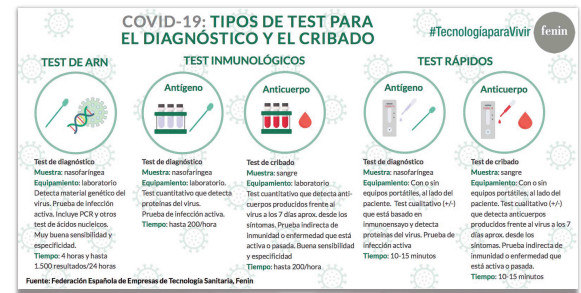 COVID-19: TIPOS DE TEST PARA
EL DIAGNÓSTICO Y EL CRIBADO
#TecnologíaparaVivir
fenin
TEST DE ARN
TEST INMUNOLÓGICOS
TEST RÁPIDOS
Antígeno
Anticuerpo
Antígeno
Anticuerpo
Test de diagnóstico
Muestra: nasofaríngea
Equipamiento: laboratorio
Detecta material genético del
virus. Prueba de infección
activa. Incluye PCR y otros
test de ácidos nucleicos.
Muy buena sensibilidad y
especificidad.
Tiempo: 4 horas y hasta
1.500 resultados/24 horas
Test de diagnóstico
Muestra: nasofaríngea
Equipamiento: laboratorio.
Test cuantitativo que detecta
proteínas del virus.
Prueba de infección activa.
Tiempo: hasta 200/hora
Test de cribado
Muestra: sangre
Equipamiento: laboratorio
Test cuantitativo que detecta anti-
cuerpos producidos frente al
virus a los 7 días aprox. desde los
síntomas. Prueba indirecta de
inmunidad o enfermedad que está
activa o pasada. Buena sensibilidad
y especificidad
Tiempo: hasta 200/hora
Test de diagnóstico
Muestra: nasofaríngea
Equipamiento: Con o sin
equipos portátiles, al lado del
paciente. Test cualitativo (+/-)
que está basado en
inmunoensayo y detecta
proteínas del virus. Prueba de
infección activa
Tiempo: 10-15 minutos
Test de cribado
Muestra: sangre
Equipamiento: Con o sin
equipos portátiles, al lado del
paciente. Test cualitativo (+/-)
que detecta anticuerpos
producidos frente al virus a los 7
días aprox. desde los
síntomas. Prueba indirecta de
inmunidad o enfermedad que
está activa o pasada.
Tiempo: 10-15 minutos
Fuente: Federación Española de Empresas de Tecnología Sanitaria, Fenin